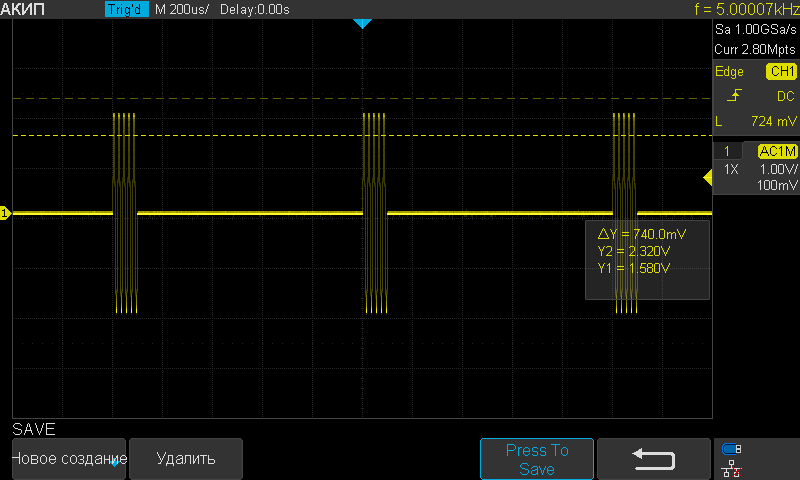 АКИП Trig'd M 200us/ Delay:0.00s f = 5.00007kHz
Sa 1.00GSa/s
Curr 2.80Mpts
Edge CH1
DC
L 724 mV
1 AC1M
1X 1.00V/
100mV
1
△Y = 740.0mV
Y2 = 2.320V
Y1 = 1.580V
SAVE
Новое создание Удалить Press To Save